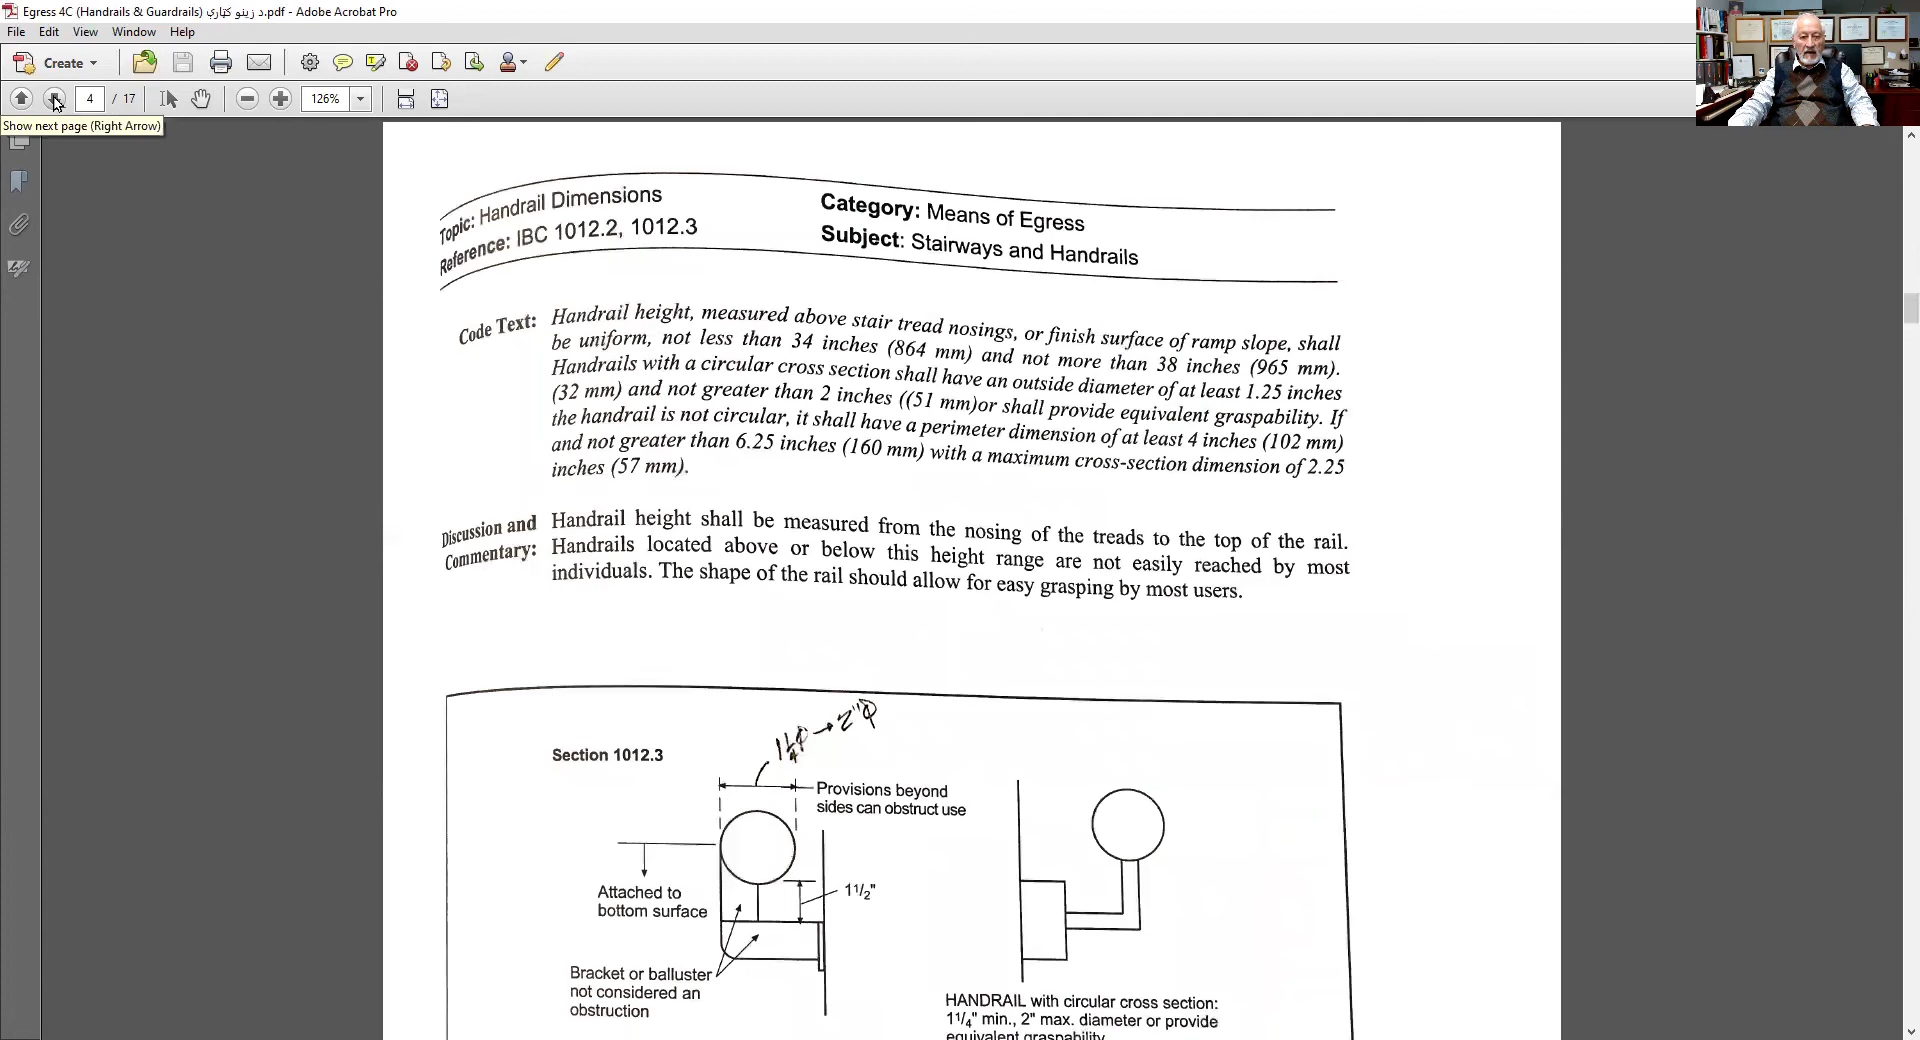 Egress 4C (Handrails & Guardrails) د زينو کټارې.pdf - Adobe Acrobat Pro
File Edit View Window Help
Create
4 / 17 126%
Show next page (Right Arrow)
Topic: Handrail Dimensions
Reference: IBC 1012.2, 1012.3
Category: Means of Egress
Subject: Stairways and Handrails
Code Text: Handrail height, measured above stair tread nosings, or finish surface of ramp slope, shall
be uniform, not less than 34 inches (864 mm) and not more than 38 inches (965 mm).
Handrails with a circular cross section shall have an outside diameter of at least 1.25 inches
(32 mm) and not greater than 2 inches ((51 mm)or shall provide equivalent graspability. If
the handrail is not circular, it shall have a perimeter dimension of at least 4 inches (102 mm)
and not greater than 6.25 inches (160 mm) with a maximum cross-section dimension of 2.25
inches (57 mm).
Discussion and Commentary: Handrail height shall be measured from the nosing of the treads to the top of the rail.
Handrails located above or below this height range are not easily reached by most
individuals. The shape of the rail should allow for easy grasping by most users.
1¼"ϕ → 2"ϕ
Section 1012.3
Provisions beyond
sides can obstruct use
Attached to
bottom surface
1½"
Bracket or balluster
not considered an
obstruction
HANDRAIL with circular cross section:
1¼" min., 2" max. diameter or provide
equivalent graspability